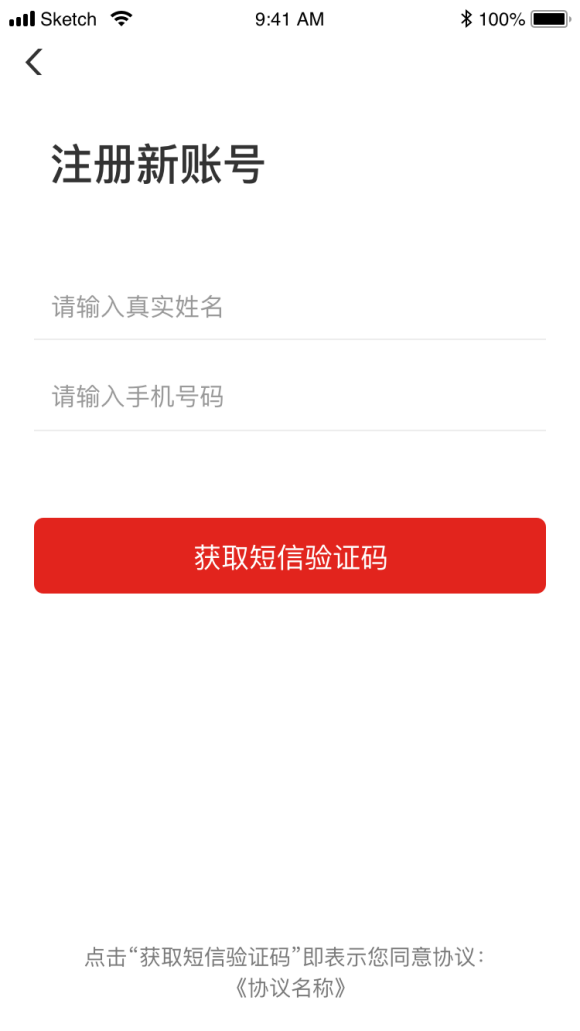 Sketch 9:41 AM 100%
注册新账号
请输入真实姓名
请输入手机号码
获取短信验证码
点击“获取短信验证码”即表示您同意协议：
《协议名称》